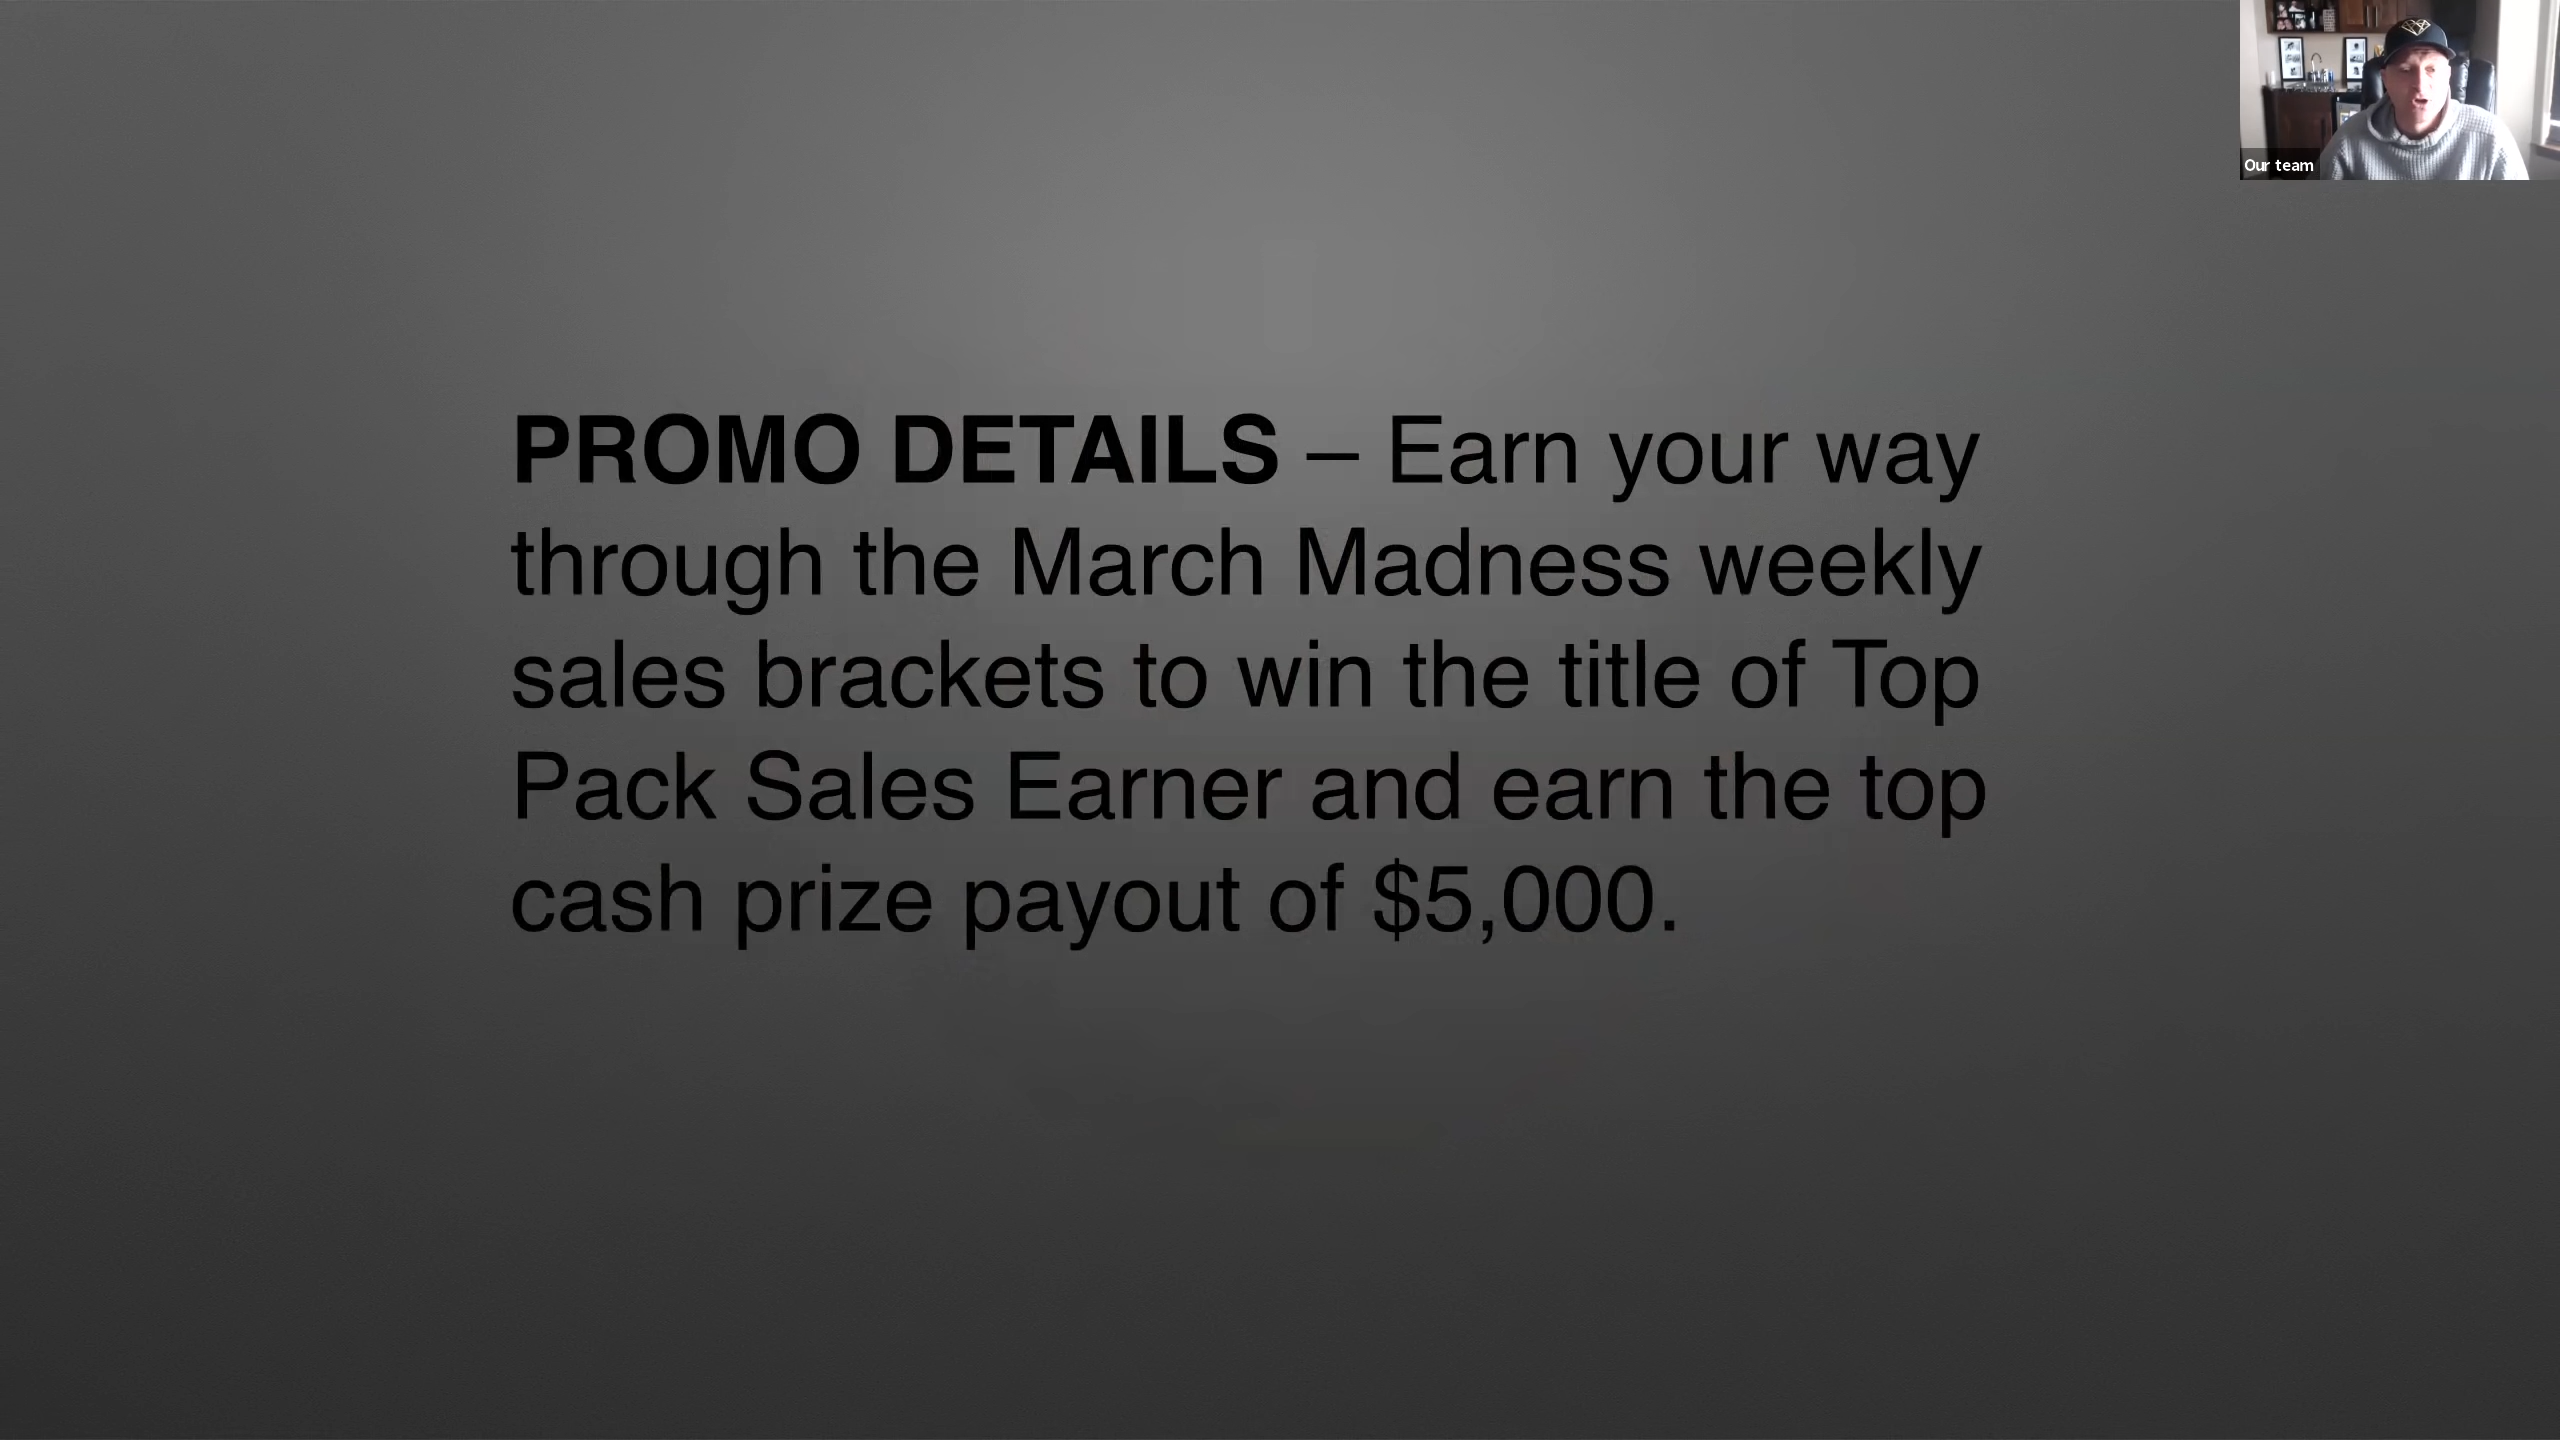 Our team
PROMO DETAILS – Earn your way
through the March Madness weekly
sales brackets to win the title of Top
Pack Sales Earner and earn the top
cash prize payout of $5,000.